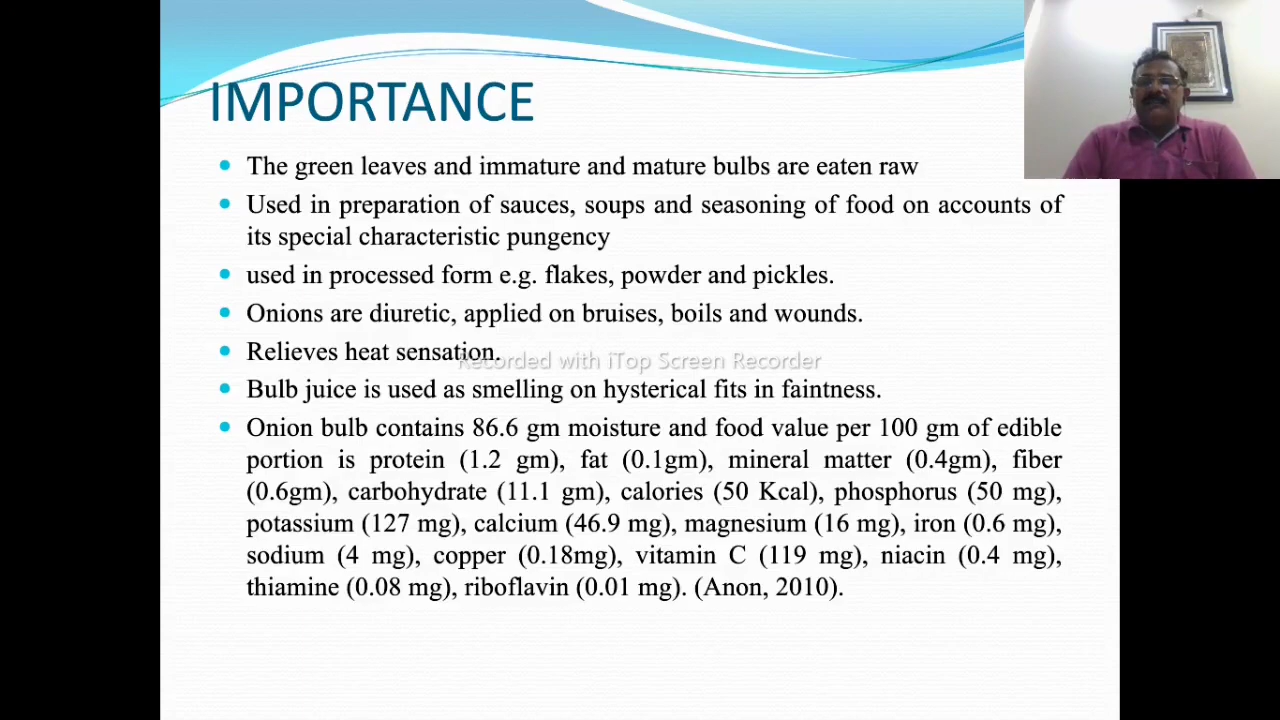 IMPORTANCE
The green leaves and immature and mature bulbs are eaten raw
Used in preparation of sauces, soups and seasoning of food on accounts of
its special characteristic pungency
used in processed form e.g. flakes, powder and pickles.
Onions are diuretic, applied on bruises, boils and wounds.
Relieves heat sensation.
Recorded with iTop Screen Recorder
Bulb juice is used as smelling on hysterical fits in faintness.
Onion bulb contains 86.6 gm moisture and food value per 100 gm of edible
portion is protein (1.2 gm), fat (0.1gm), mineral matter (0.4gm), fiber
(0.6gm), carbohydrate (11.1 gm), calories (50 Kcal), phosphorus (50 mg),
potassium (127 mg), calcium (46.9 mg), magnesium (16 mg), iron (0.6 mg),
sodium (4 mg), copper (0.18mg), vitamin C (119 mg), niacin (0.4 mg),
thiamine (0.08 mg), riboflavin (0.01 mg). (Anon, 2010).